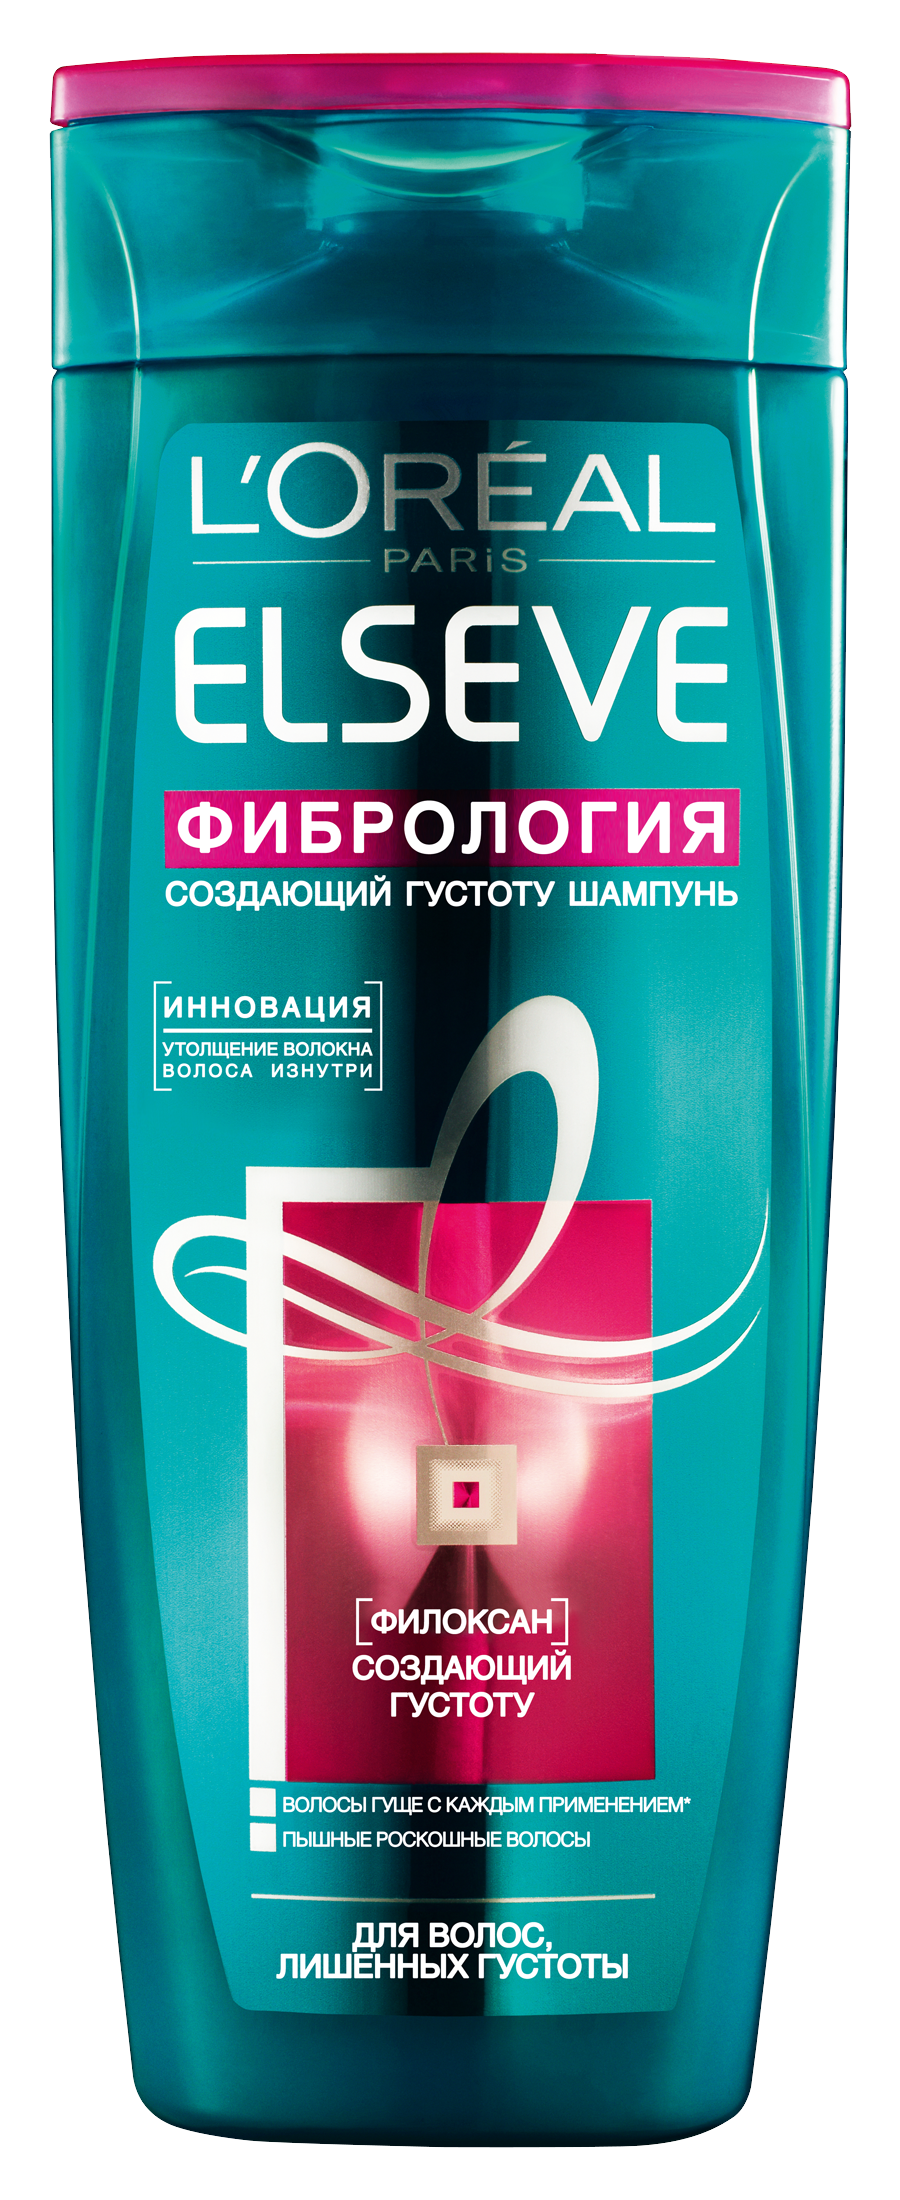 L'ORÉAL
PARiS
ELSEVE
ФИБРОЛОГИЯ
СОЗДАЮЩИЙ ГУСТОТУ ШАМПУНЬ
ИННОВАЦИЯ
УТОЛЩЕНИЕ ВОЛОКНА
ВОЛОСА ИЗНУТРИ
[ФИЛОКСАН]
СОЗДАЮЩИЙ
ГУСТОТУ
ВОЛОСЫ ГУЩЕ С КАЖДЫМ ПРИМЕНЕНИЕМ*
ПЫШНЫЕ РОСКОШНЫЕ ВОЛОСЫ
ДЛЯ ВОЛОС,
ЛИШЕННЫХ ГУСТОТЫ